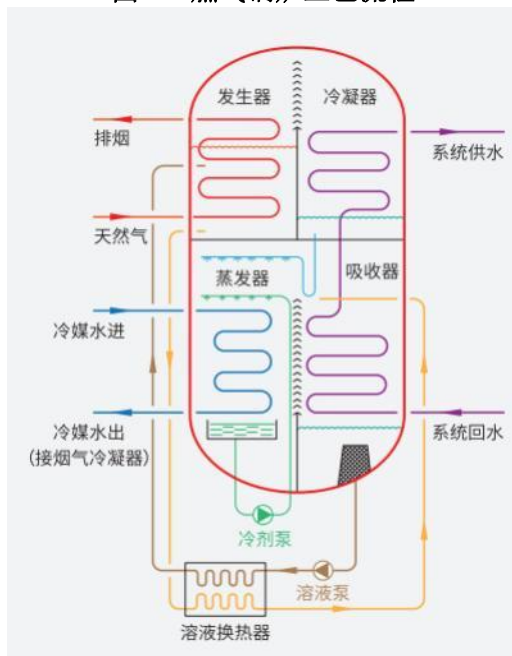 发生器
冷凝器
排烟
系统供水
天然气
蒸发器
吸收器
冷媒水进
冷媒水出
(接烟气冷凝器)
系统回水
冷剂泵
溶液泵
溶液换热器